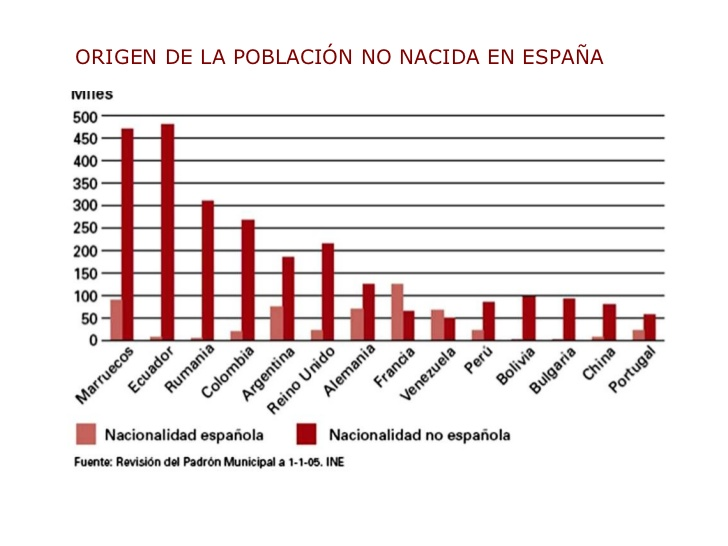 ORIGEN DE LA POBLACIÓN NO NACIDA EN ESPAÑA
Miles
500
450
400
350
300
250
200
150
100
50
0
Marruecos
Ecuador
Rumania
Colombia
Argentina
Reino Unido
Alemania
Francia
Venezuela
Perú
Bolivia
Bulgaria
China
Portugal
Nacionalidad española
Nacionalidad no española
Fuente: Revisión del Padrón Municipal a 1-1-05. INE